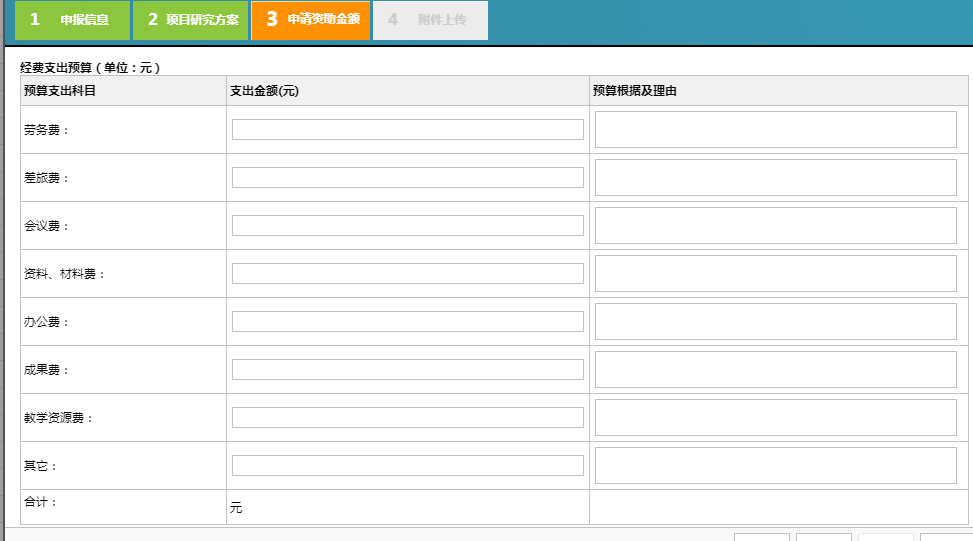 1 申报信息 2 项目研究方案 3 申请资助金额 4 附件上传
经费支出预算（单位：元）
预算支出科目 支出金额(元) 预算根据及理由
劳务费：
差旅费：
会议费：
资料、材料费：
办公费：
成果费：
教学资源费：
其它：
合计： 元